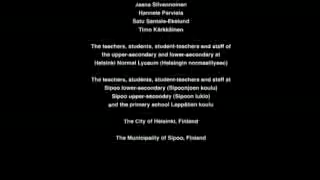 Jaana Silvennoinen
Hannele Parviala
Satu Santala-Ekelund
Timo Kärkkäinen
The teachers, students, student-teachers and staff of
the upper-secondary and lower-secondary at
Helsinki Normal Lyceum (Helsingin normaalilyseo)
The teachers, students, student-teachers and staff at
Sipoo lower-secondary (Sipoonjoen koulu)
Sipoo upper-secondary (Sipoon lukio)
and the primary school Leppätien koulu
The City of Helsinki, Finland
The Municipality of Sipoo, Finland